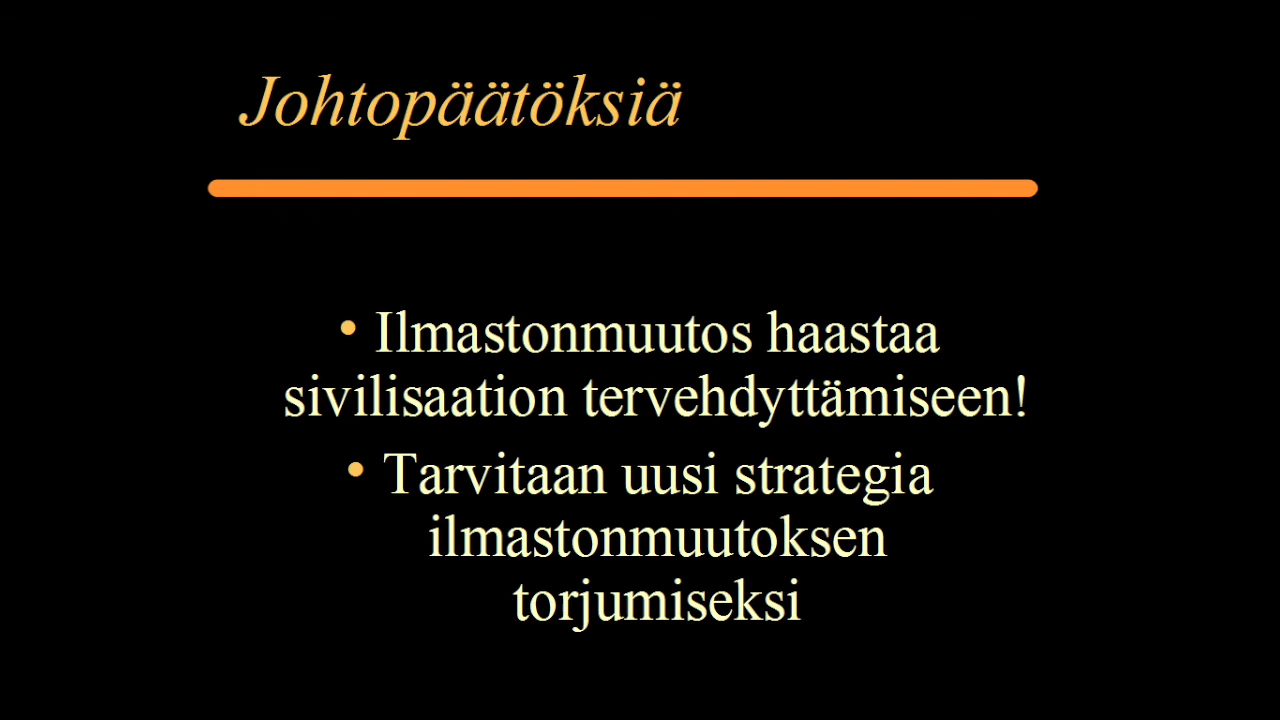 Johtopäätöksiä
• Ilmastonmuutos haastaa
sivilisaation tervehdyttämiseen!
• Tarvitaan uusi strategia
ilmastonmuutoksen
torjumiseksi